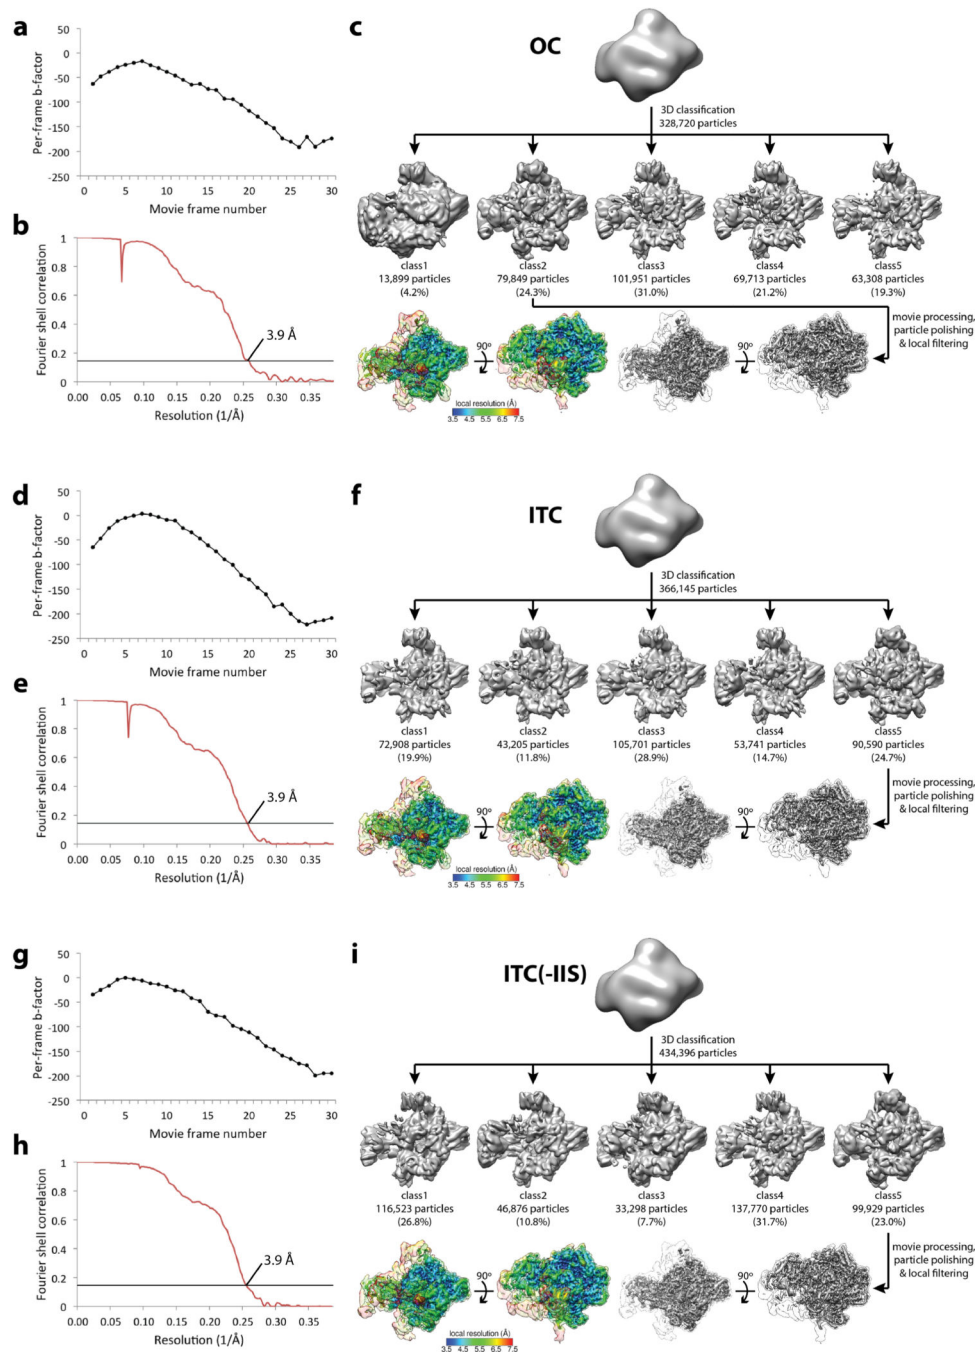 a
50
0
-50
-100
-150
-200
-250
Per-frame b-factor
0 5 10 15 20 25 30
Movie frame number
b
1
0.8
0.6
0.4
0.2
0
Fourier shell correlation
3.9 Å
0.00 0.05 0.10 0.15 0.20 0.25 0.30 0.35
Resolution (1/Å)
c
OC
3D classification
328,720 particles
class1 class2 class3 class4 class5
13,899 particles 79,849 particles 101,951 particles 69,713 particles 63,308 particles
(4.2%) (24.3%) (31.0%) (21.2%) (19.3%)
movie processing,
particle polishing
& local filtering
90° 90°
local resolution (Å)
3.5 4.5 5.5 6.5 7.5
d
50
0
-50
-100
-150
-200
-250
Per-frame b-factor
0 5 10 15 20 25 30
Movie frame number
e
1
0.8
0.6
0.4
0.2
0
Fourier shell correlation
3.9 Å
0.00 0.05 0.10 0.15 0.20 0.25 0.30 0.35
Resolution (1/Å)
f
ITC
3D classification
366,145 particles
class1 class2 class3 class4 class5
72,908 particles 43,205 particles 105,701 particles 53,741 particles 90,590 particles
(19.9%) (11.8%) (28.9%) (14.7%) (24.7%)
movie processing,
particle polishing
& local filtering
90° 90°
local resolution (Å)
3.5 4.5 5.5 6.5 7.5
g
50
0
-50
-100
-150
-200
-250
Per-frame b-factor
0 5 10 15 20 25 30
Movie frame number
h
1
0.8
0.6
0.4
0.2
0
Fourier shell correlation
3.9 Å
0.00 0.05 0.10 0.15 0.20 0.25 0.30 0.35
Resolution (1/Å)
i
ITC(-IIS)
3D classification
434,396 particles
class1 class2 class3 class4 class5
116,523 particles 46,876 particles 33,298 particles 137,770 particles 99,929 particles
(26.8%) (10.8%) (7.7%) (31.7%) (23.0%)
movie processing,
particle polishing
& local filtering
90° 90°
local resolution (Å)
3.5 4.5 5.5 6.5 7.5